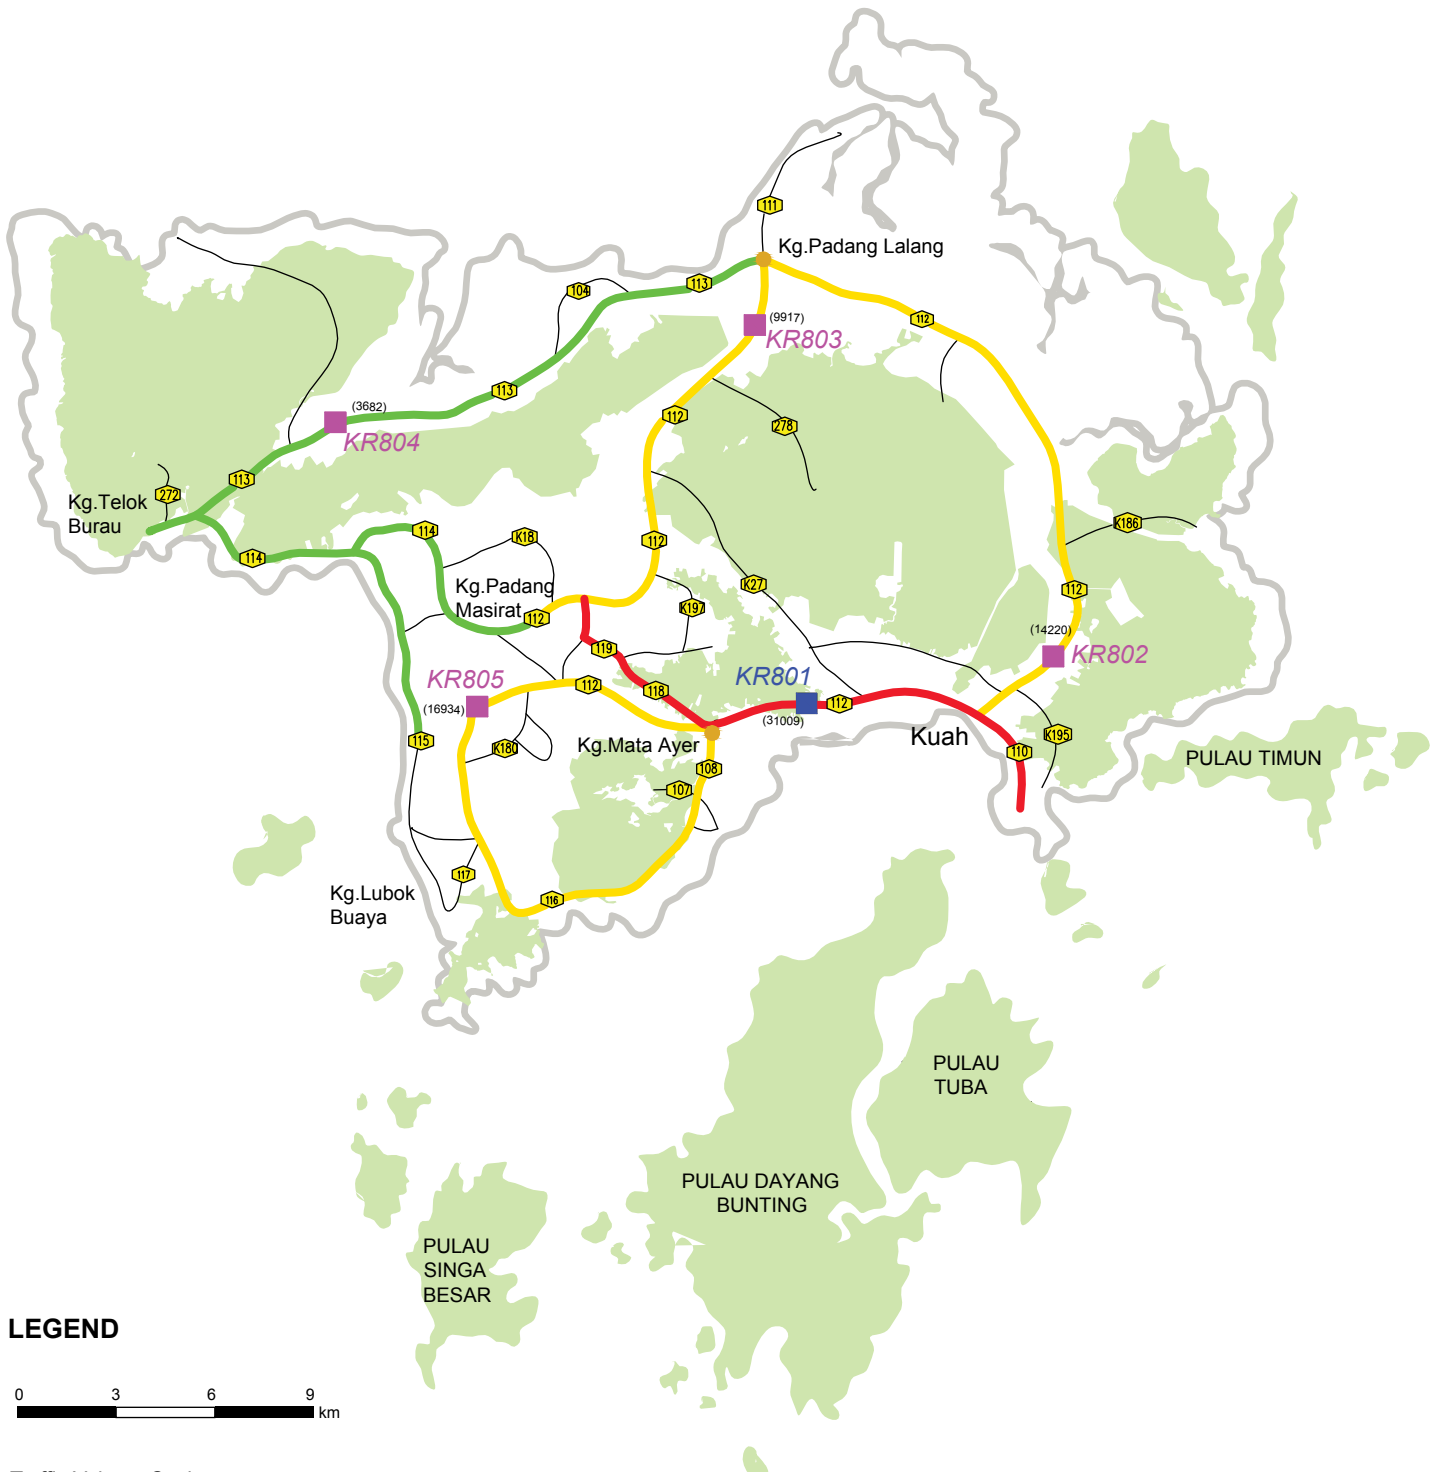 111
Kg.Padang Lalang
113
104
(9917)
KR803
112
113
(3682)
KR804
112
278
113
272
Kg.Telok
Burau
114
114
K18
112
K186
Kg.Padang
Masirat
112
K197
K27
112
(14220)
KR802
119
KR805
(16934)
112
118
KR801
(31009)
112
115
K180
Kg.Mata Ayer
108
107
Kuah
110
K195
PULAU TIMUN
117
116
Kg.Lubok
Buaya
PULAU
TUBA
PULAU DAYANG
BUNTING
PULAU
SINGA
BESAR
LEGEND
0 3 6 9
km